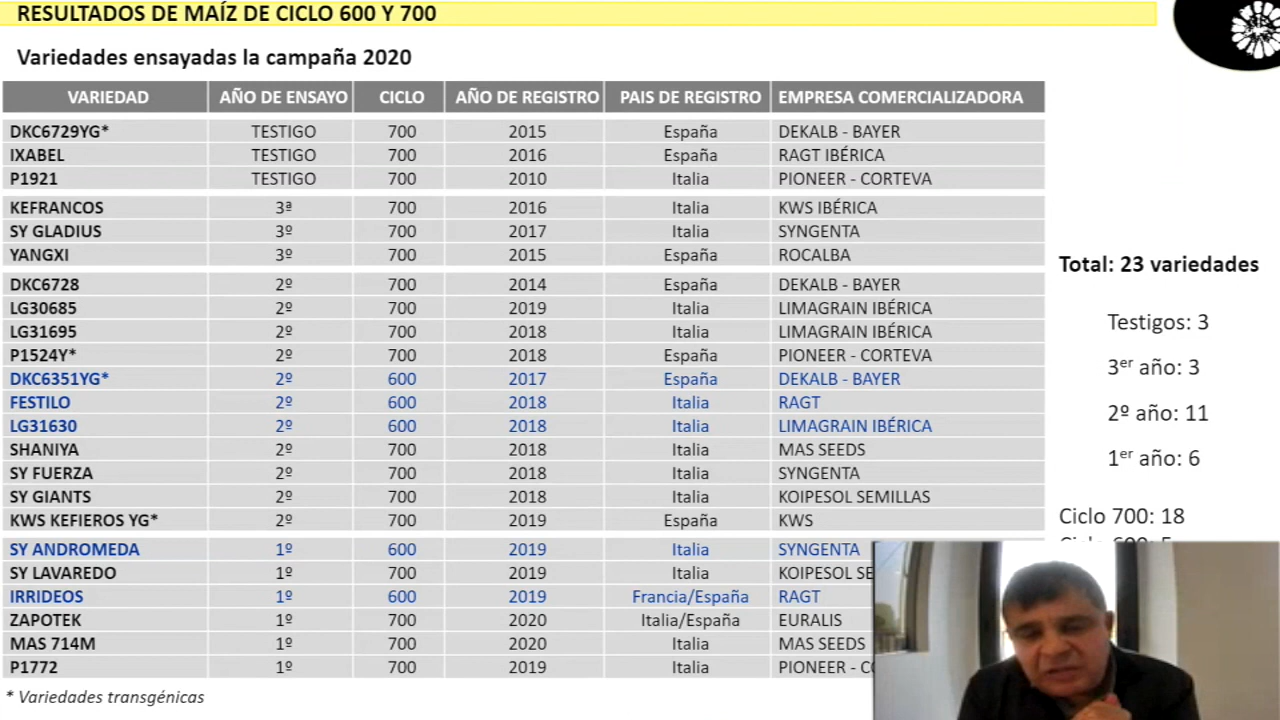 RESULTADOS DE MAÍZ DE CICLO 600 Y 700
Variedades ensayadas la campaña 2020
VARIEDAD AÑO DE ENSAYO CICLO AÑO DE REGISTRO PAIS DE REGISTRO EMPRESA COMERCIALIZADORA
DKC6729YG* TESTIGO 700 2015 España DEKALB - BAYER
IXABEL TESTIGO 700 2016 España RAGT IBÉRICA
P1921 TESTIGO 700 2010 Italia PIONEER - CORTEVA
KEFRANCOS 3ª 700 2016 Italia KWS IBÉRICA
SY GLADIUS 3º 700 2017 Italia SYNGENTA
YANGXI 3º 700 2015 España ROCALBA
DKC6728 2º 700 2014 España DEKALB - BAYER
LG30685 2º 700 2019 Italia LIMAGRAIN IBÉRICA
LG31695 2º 700 2018 Italia LIMAGRAIN IBÉRICA
P1524Y* 2º 700 2018 España PIONEER - CORTEVA
DKC6351YG* 2º 600 2017 España DEKALB - BAYER
FESTILO 2º 600 2018 Italia RAGT
LG31630 2º 600 2018 Italia LIMAGRAIN IBÉRICA
SHANIYA 2º 700 2018 Italia MAS SEEDS
SY FUERZA 2º 700 2018 Italia SYNGENTA
SY GIANTS 2º 700 2018 Italia KOIPESOL SEMILLAS
KWS KEFIEROS YG* 2º 700 2019 España KWS
SY ANDROMEDA 1º 600 2019 Italia SYNGENTA
SY LAVAREDO 1º 700 2019 Italia KOIPESOL SE
IRRIDEOS 1º 600 2019 Francia/España RAGT
ZAPOTEK 1º 700 2020 Italia/España EURALIS
MAS 714M 1º 700 2020 Italia MAS SEEDS
P1772 1º 700 2019 Italia PIONEER - C
* Variedades transgénicas
Total: 23 variedades
Testigos: 3
3er año: 3
2º año: 11
1er año: 6
Ciclo 700: 18